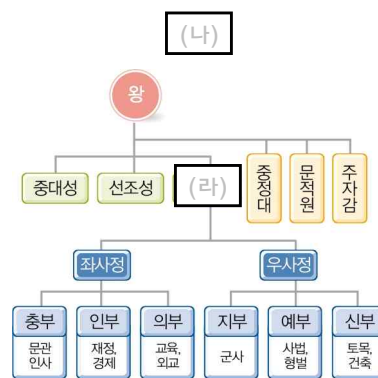 (나)
왕
중대성 선조성 (라) 중정대 문적원 주자감
좌사정 우사정
충부 인부 의부 지부 예부 신부
문관 인사 재정, 경제 교육, 외교 군사 사법, 형벌 토목, 건축